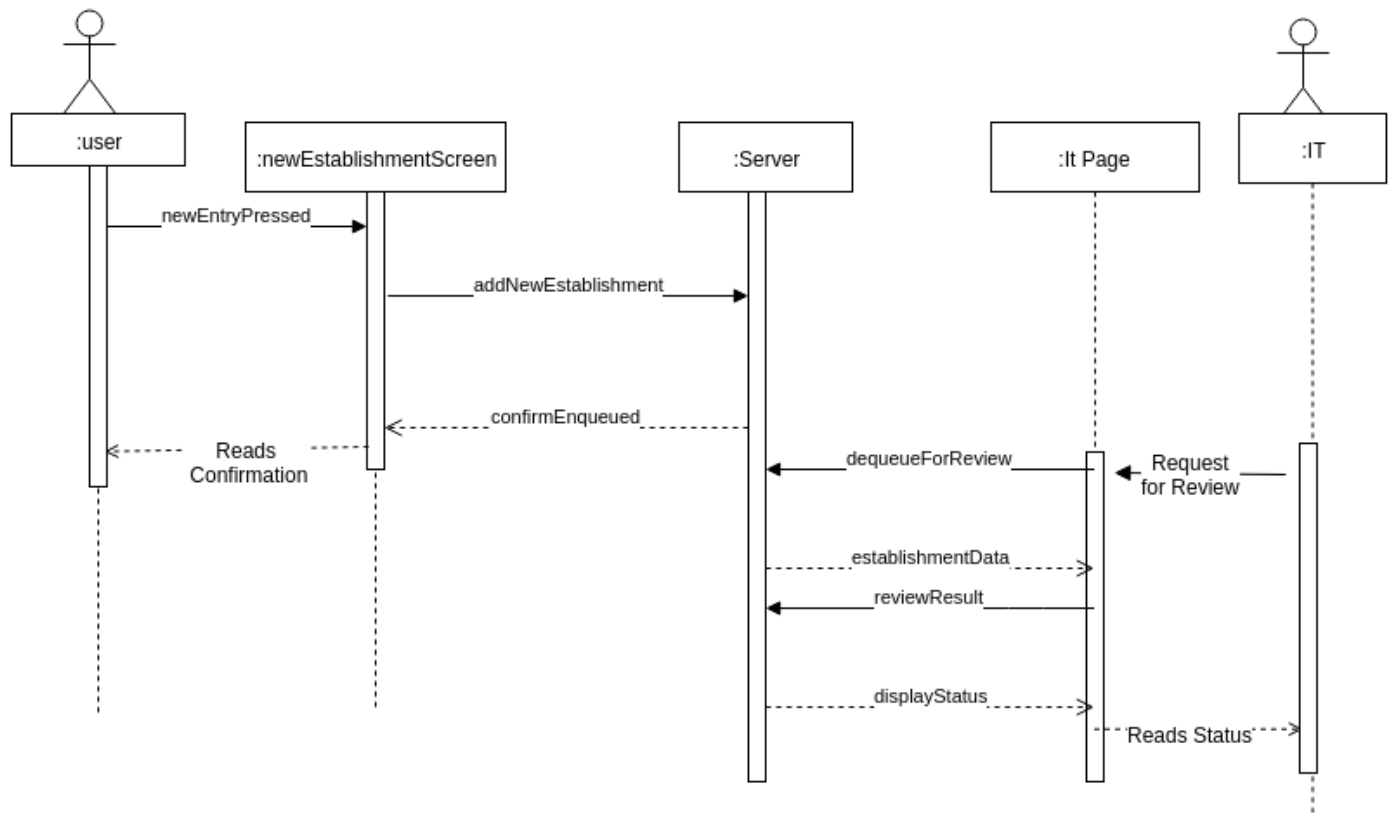 :user
:newEstablishmentScreen
:Server
:It Page
:IT
newEntryPressed
addNewEstablishment
confirmEnqueued
Reads
Confirmation
dequeueForReview
Request
for Review
establishmentData
reviewResult
displayStatus
Reads Status